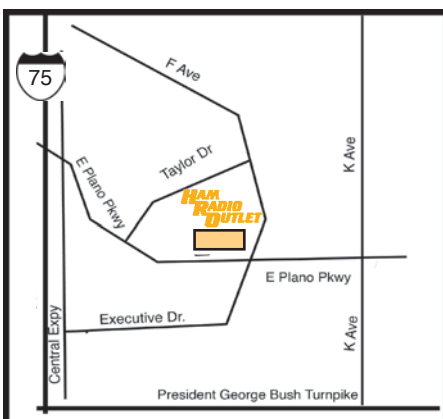 75
F Ave
Taylor Dr
E Plano Pkwy
HAM
RADIO
OUTLET
K Ave
E Plano Pkwy
Executive Dr.
Central Expy
K Ave
President George Bush Turnpike